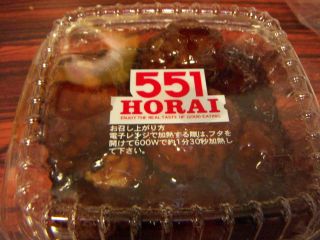 551
HORAI
ENJOY THE REAL TASTE OF GOOD EATING
お召し上がり方
電子レンジで加熱する際は、フタを
開けて600Wで約1分30秒加熱し
て下さい。